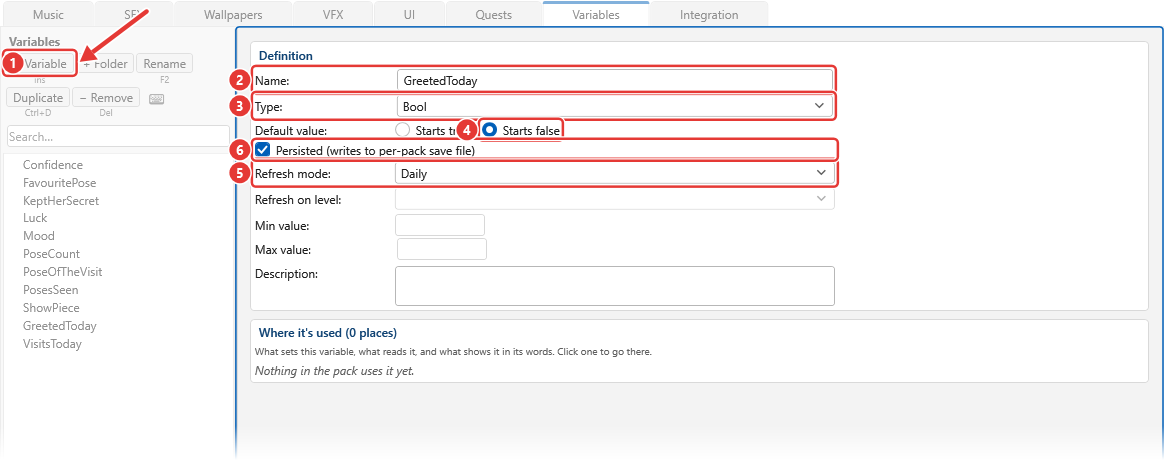 Music SFX Wallpapers VFX UI Quests Variables Integration
Variables
1 Variable + Folder Rename
Ins F2
Duplicate − Remove
Ctrl+D Del
Search...
Confidence
FavouritePose
KeptHerSecret
Luck
Mood
PoseCount
PoseOfTheVisit
PosesSeen
ShowPiece
GreetedToday
VisitsToday
Definition
2 Name: GreetedToday
3 Type: Bool
Default value: Starts 4 Starts false
6 Persisted (writes to per-pack save file)
5 Refresh mode: Daily
Refresh on level:
Min value:
Max value:
Description:
Where it's used (0 places)
What sets this variable, what reads it, and what shows it in its words. Click one to go there.
Nothing in the pack uses it yet.